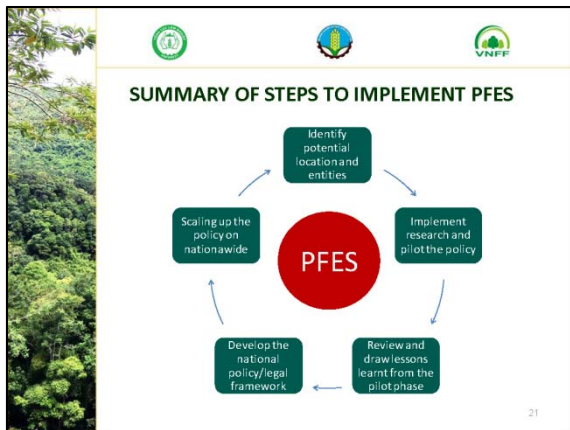 VNFF
SUMMARY OF STEPS TO IMPLEMENT PFES
Identify
potential
location and
entities
Implement
research and
pilot the policy
Review and
draw lessons
learnt from the
pilot phase
Develop the
national
policy/legal
framework
Scaling up the
policy on
nationawide
PFES
21